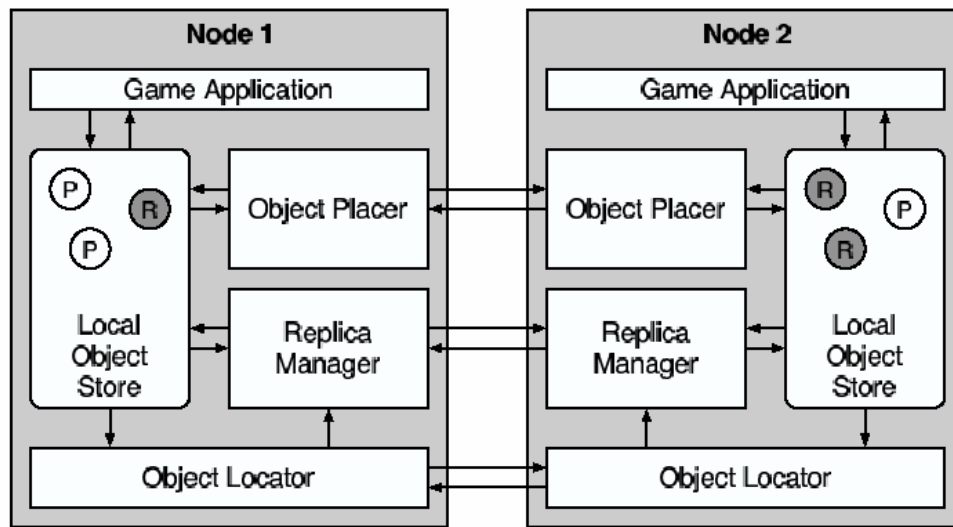 Node 1
Game Application
P
R
P
Object Placer
Local
Object
Store
Replica
Manager
Object Locator
Node 2
Game Application
Object Placer
R
P
R
Replica
Manager
Local
Object
Store
Object Locator